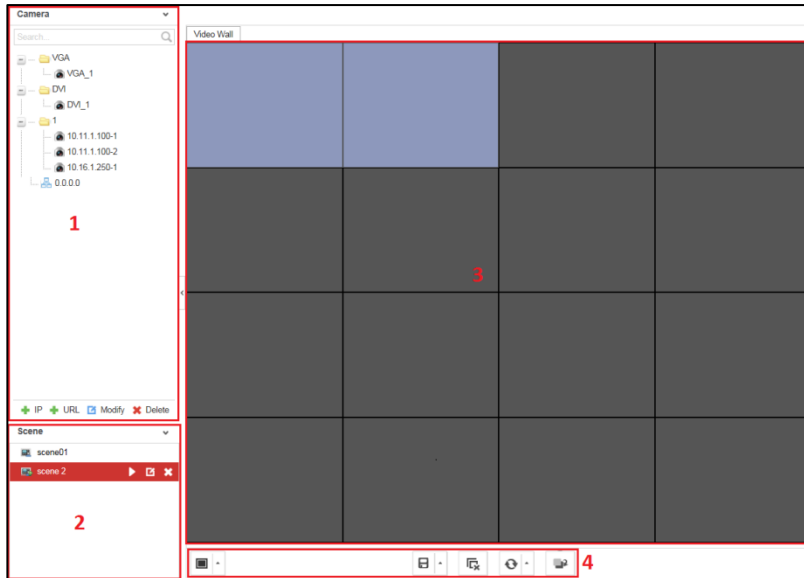 Camera
Search...
VGA
VGA_1
DVI
DVI_1
1
10.11.1.100-1
10.11.1.100-2
10.16.1.250-1
0.0.0.0
1
IP URL Modify Delete
Scene
scene01
scene 2
2
Video Wall
3
4